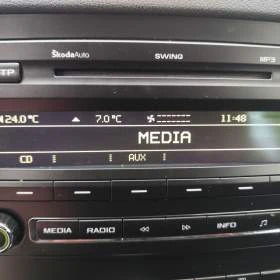 ŠkodaAuto SWING MP3
TP
24.0°C 7.0°C 11:48
MEDIA
CD AUX
MEDIA RADIO INFO